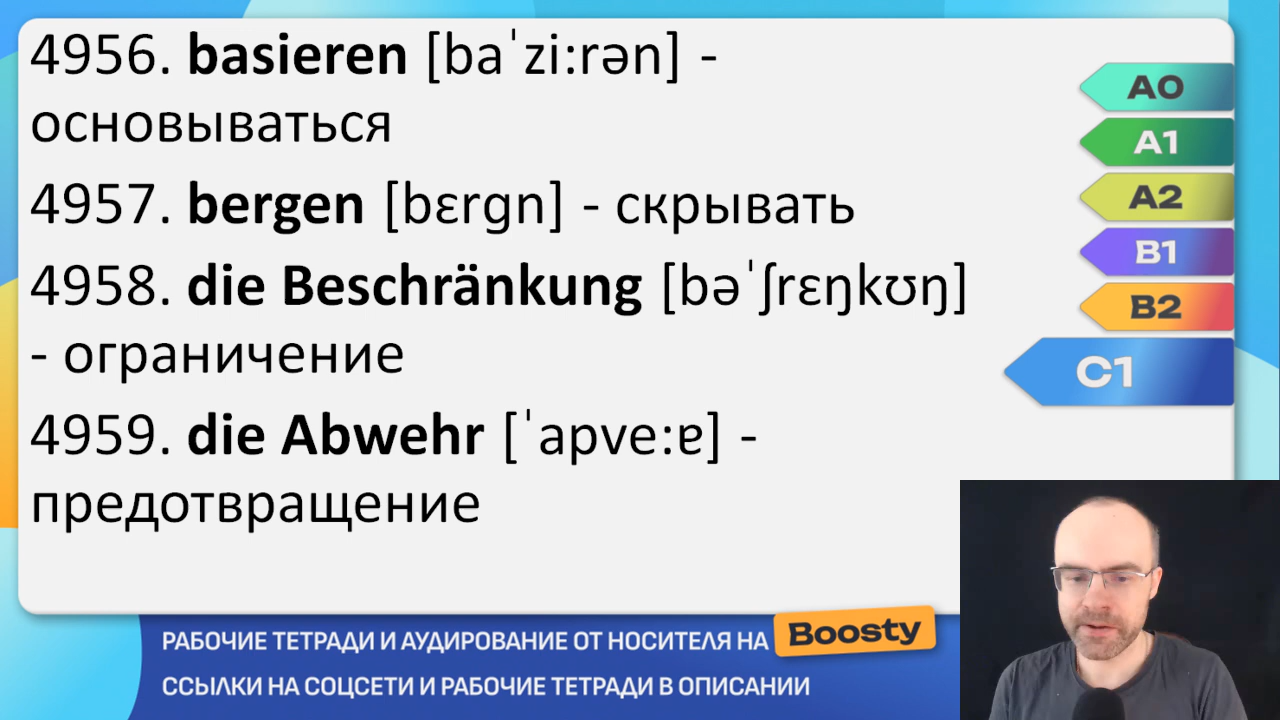 4956. basieren [baˈzi:rən] -
основываться
4957. bergen [bɛrgn] - скрывать
4958. die Beschränkung [bəˈʃrɛŋkʊŋ]
- ограничение
4959. die Abwehr [ˈapve:ɐ] -
предотвращение
A0
A1
A2
B1
B2
C1
РАБОЧИЕ ТЕТРАДИ И АУДИРОВАНИЕ ОТ НОСИТЕЛЯ НА Boosty
ССЫЛКИ НА СОЦСЕТИ И РАБОЧИЕ ТЕТРАДИ В ОПИСАНИИ